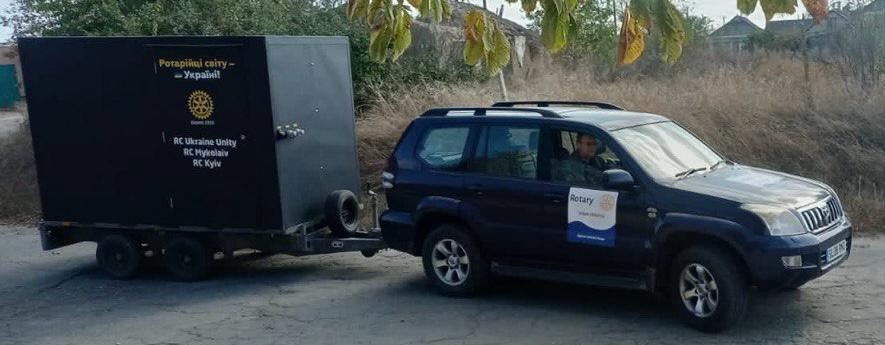 Ротарійці світу –
Україні!
RC Ukraine Unity
RC Mykolaiv
RC Kyiv
Rotary